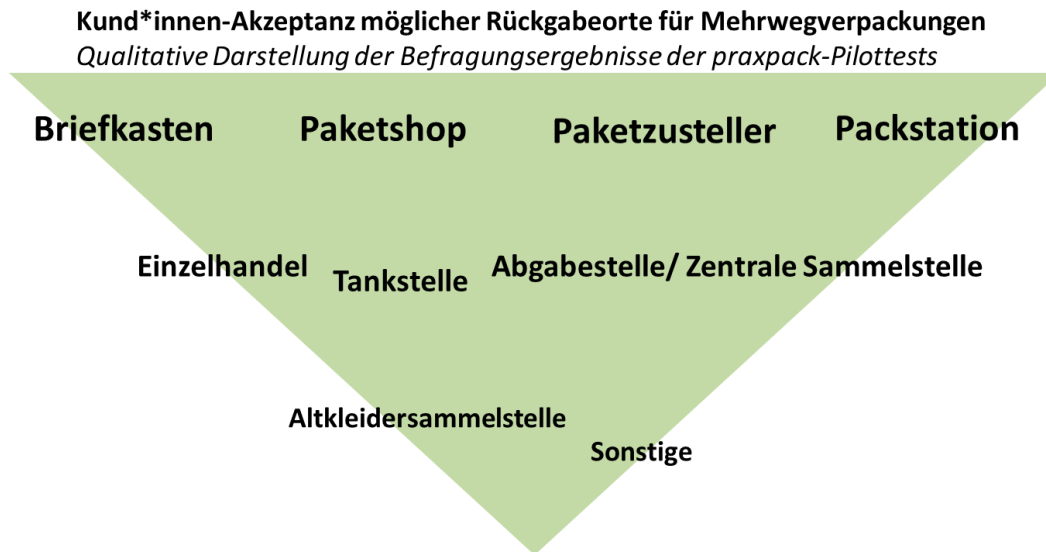 Kund*innen-Akzeptanz möglicher Rückgabeorte für Mehrwegverpackungen
Qualitative Darstellung der Befragungsergebnisse der praxpack-Pilottests
Briefkasten Paketshop Paketzusteller Packstation
Einzelhandel Tankstelle Abgabestelle/ Zentrale Sammelstelle
Altkleidersammelstelle
Sonstige